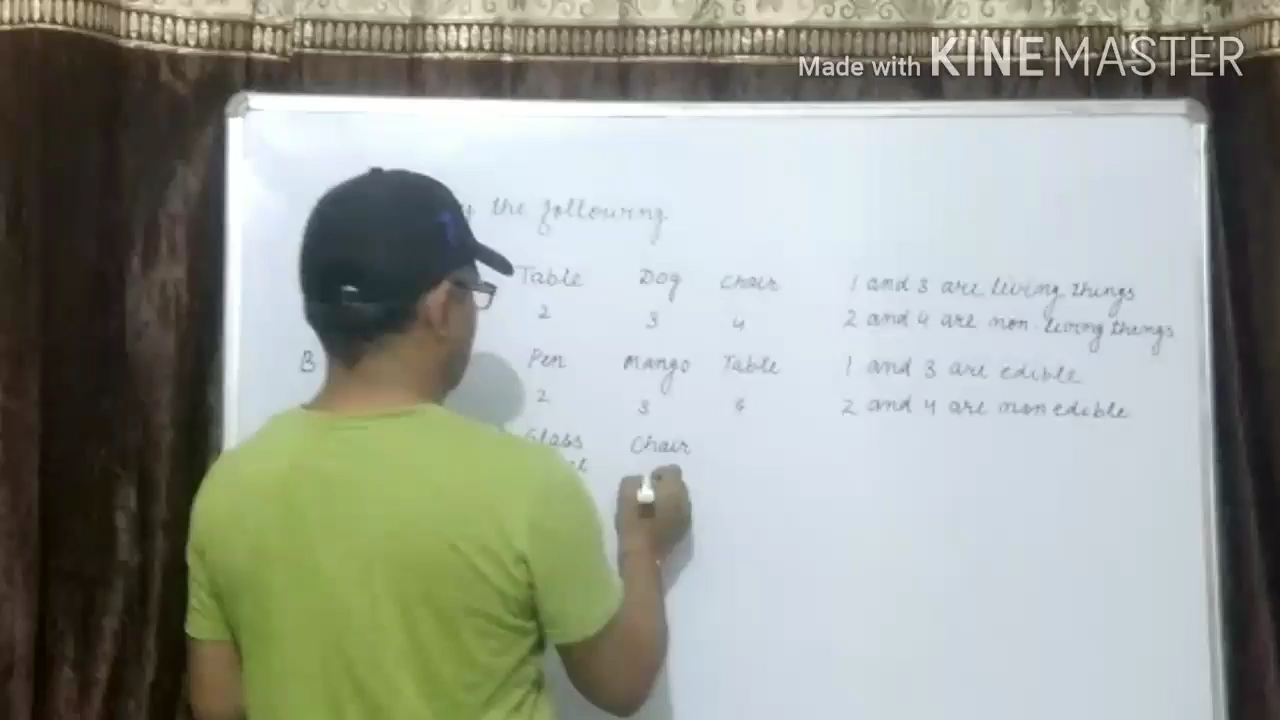 Made with KINEMASTER
the following
Table Dog Chair 1 and 3 are living things
2 3 4 2 and 4 are non living things
B Pen Mango Table 1 and 3 are edible
2 3 4 2 and 4 are non edible
Glass Chair